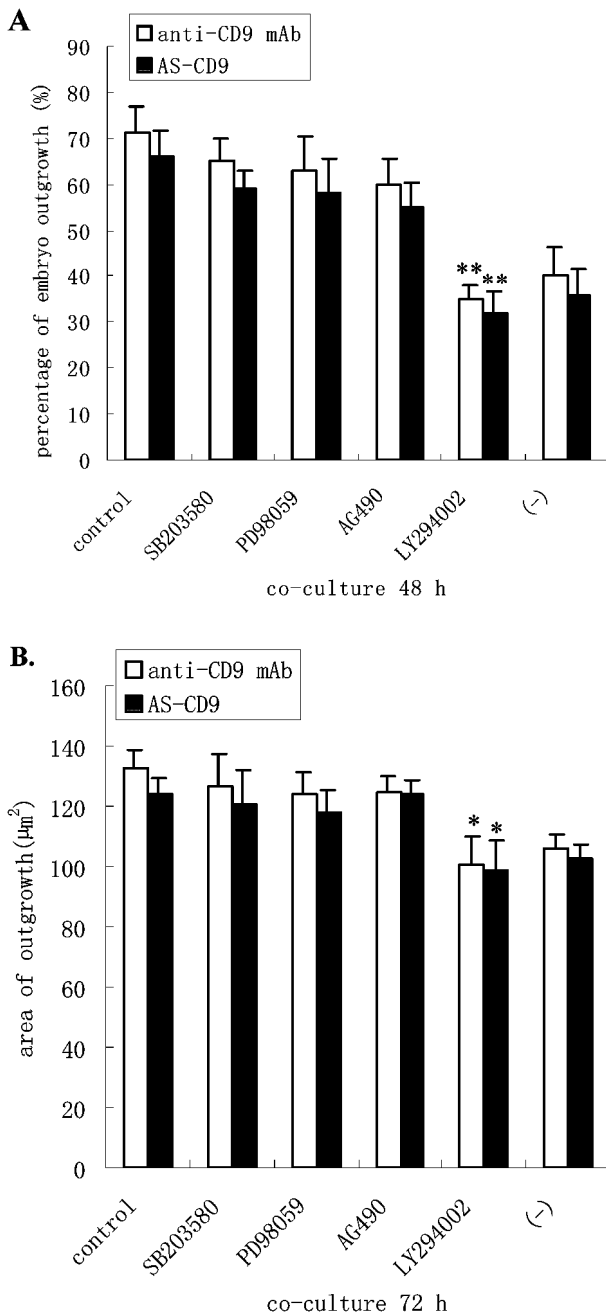 A
anti-CD9 mAb
AS-CD9
percentage of embryo outgrowth (%)
90
80
70
60
50
40
30
20
10
0
** **
control
SB203580
PD98059
AG490
LY294002
(-)
co-culture 48 h
B.
anti-CD9 mAb
AS-CD9
area of outgrowth(μm²)
160
140
120
100
80
60
40
20
0
* *
control
SB203580
PD98059
AG490
LY294002
(-)
co-culture 72 h